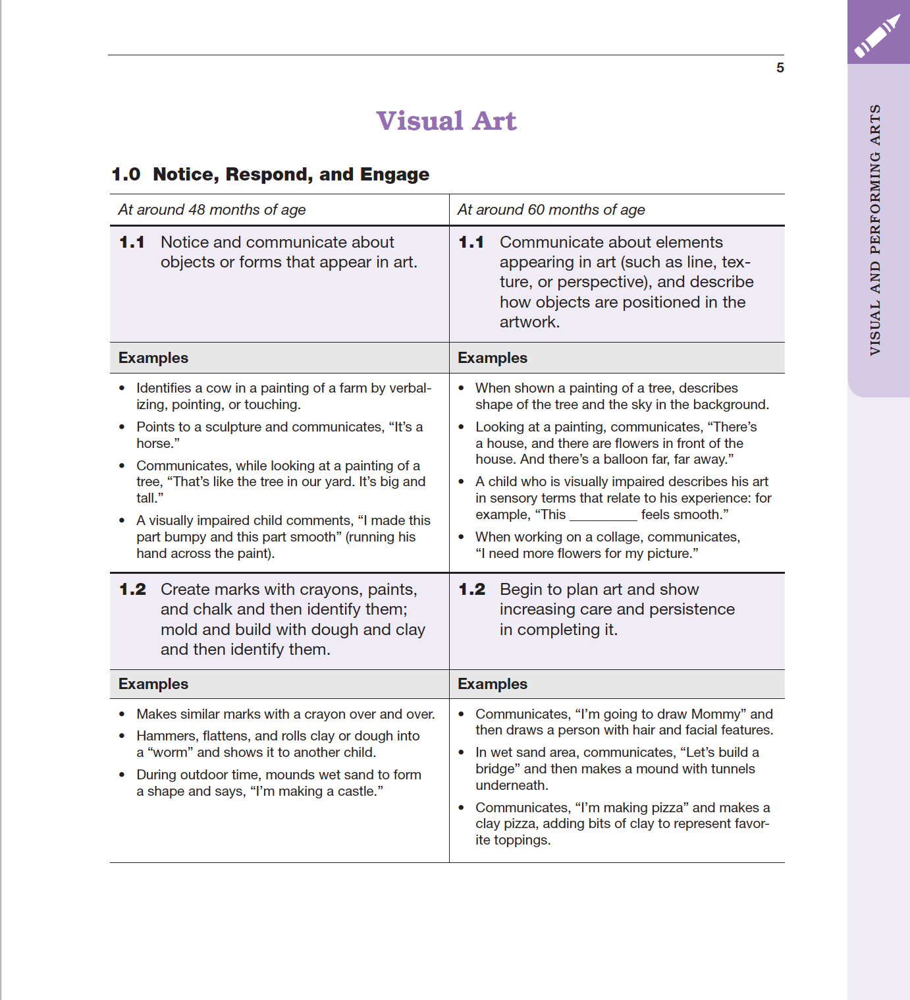 5
Visual Art
1.0 Notice, Respond, and Engage
At around 48 months of age
At around 60 months of age
1.1 Notice and communicate about
objects or forms that appear in art.
1.1 Communicate about elements
appearing in art (such as line, tex-
ture, or perspective), and describe
how objects are positioned in the
artwork.
Examples
• Identifies a cow in a painting of a farm by verbal-
izing, pointing, or touching.
• Points to a sculpture and communicates, “It’s a
horse.”
• Communicates, while looking at a painting of a
tree, “That’s like the tree in our yard. It’s big and
tall.”
• A visually impaired child comments, “I made this
part bumpy and this part smooth” (running his
hand across the paint).
Examples
• When shown a painting of a tree, describes
shape of the tree and the sky in the background.
• Looking at a painting, communicates, “There’s
a house, and there are flowers in front of the
house. And there’s a balloon far, far away.”
• A child who is visually impaired describes his art
in sensory terms that relate to his experience: for
example, “This _________ feels smooth.”
• When working on a collage, communicates,
“I need more flowers for my picture.”
1.2 Create marks with crayons, paints,
and chalk and then identify them;
mold and build with dough and clay
and then identify them.
1.2 Begin to plan art and show
increasing care and persistence
in completing it.
Examples
• Makes similar marks with a crayon over and over.
• Hammers, flattens, and rolls clay or dough into
a “worm” and shows it to another child.
• During outdoor time, mounds wet sand to form
a shape and says, “I’m making a castle.”
Examples
• Communicates, “I’m going to draw Mommy” and
then draws a person with hair and facial features.
• In wet sand area, communicates, “Let’s build a
bridge” and then makes a mound with tunnels
underneath.
• Communicates, “I’m making pizza” and makes a
clay pizza, adding bits of clay to represent favor-
ite toppings.
VISUAL AND PERFORMING ARTS